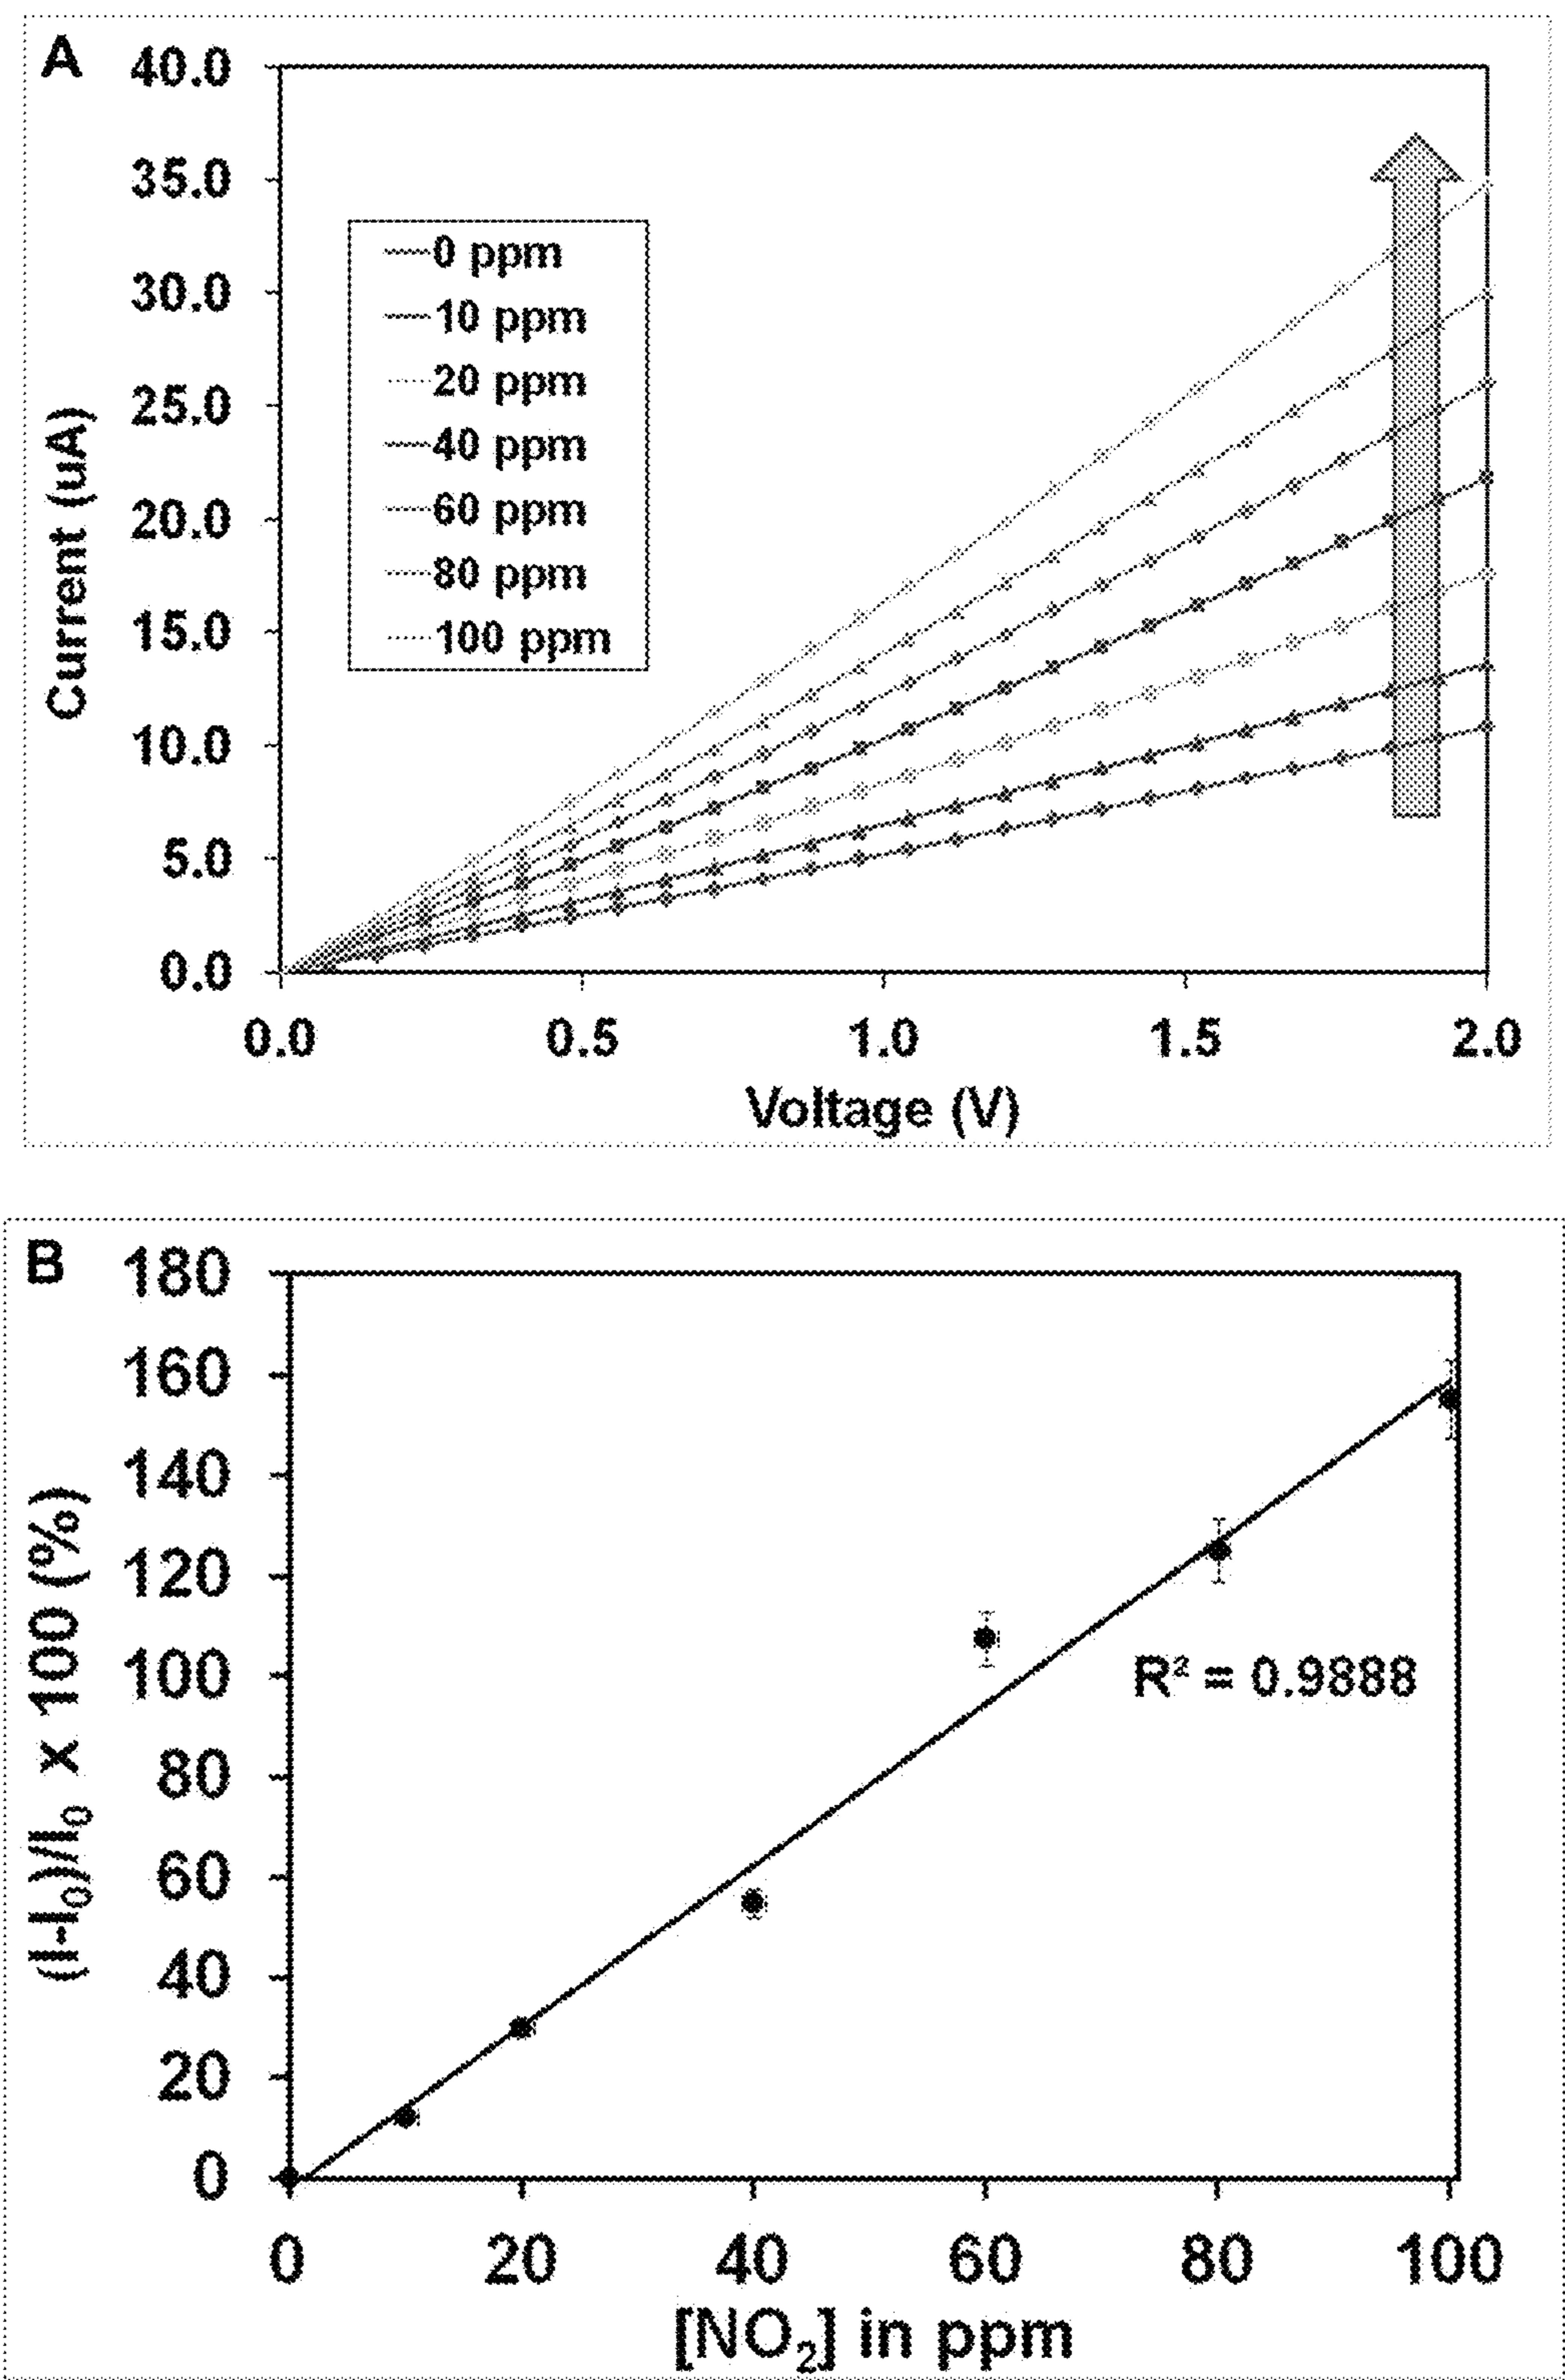 A
40.0
35.0
30.0
25.0
20.0
15.0
10.0
5.0
0.0
Current (uA)
0 ppm
10 ppm
20 ppm
40 ppm
60 ppm
80 ppm
100 ppm
0.0 0.5 1.0 1.5 2.0
Voltage (V)
B
180
160
140
120
100
80
60
40
20
0
(I-I₀)/I₀ x 100 (%)
R² = 0.9888
0 20 40 60 80 100
[NO₂] in ppm